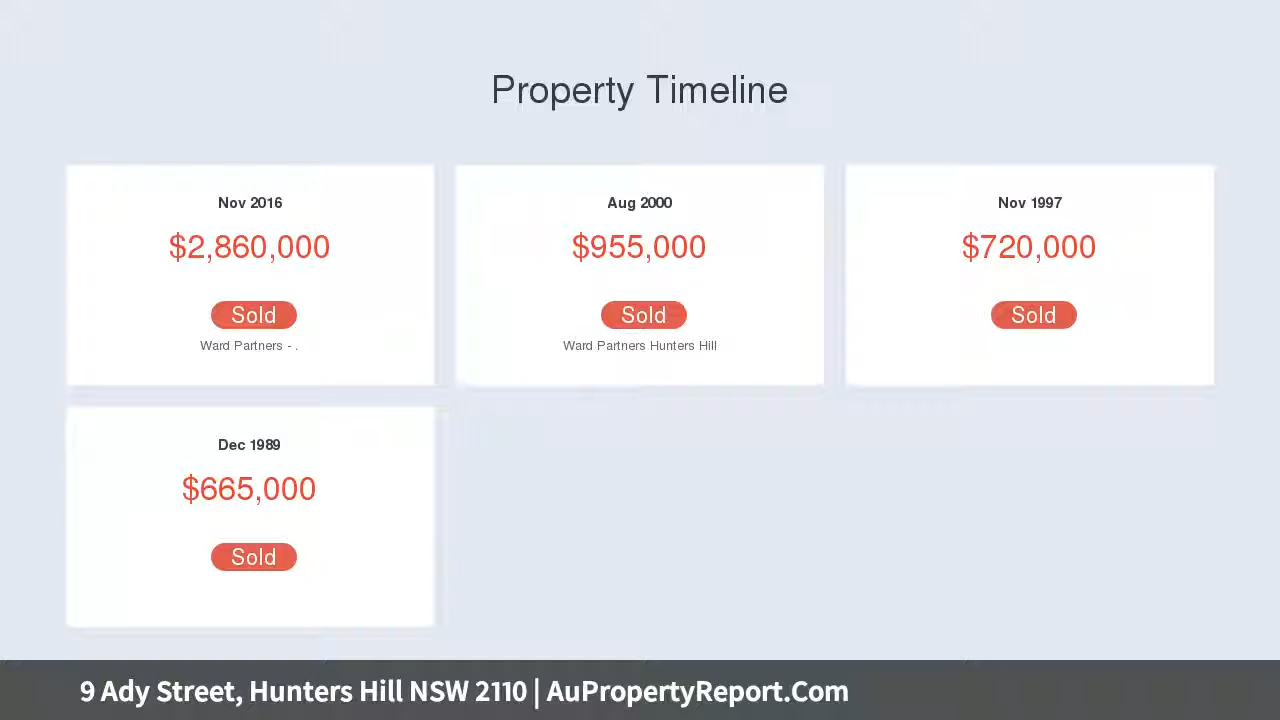 Property Timeline
Nov 2016
$2,860,000
Sold
Ward Partners - .
Aug 2000
$955,000
Sold
Ward Partners Hunters Hill
Nov 1997
$720,000
Sold
Dec 1989
$665,000
Sold
9 Ady Street, Hunters Hill NSW 2110 | AuPropertyReport.Com